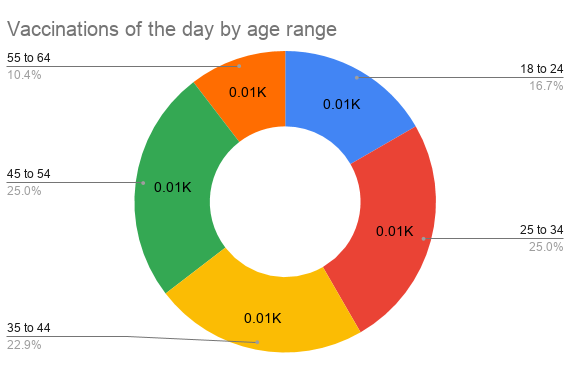 Vaccinations of the day by age range
55 to 64
10.4%
18 to 24
16.7%
0.01K
0.01K
45 to 54
25.0%
0.01K
25 to 34
25.0%
0.01K
0.01K
35 to 44
22.9%